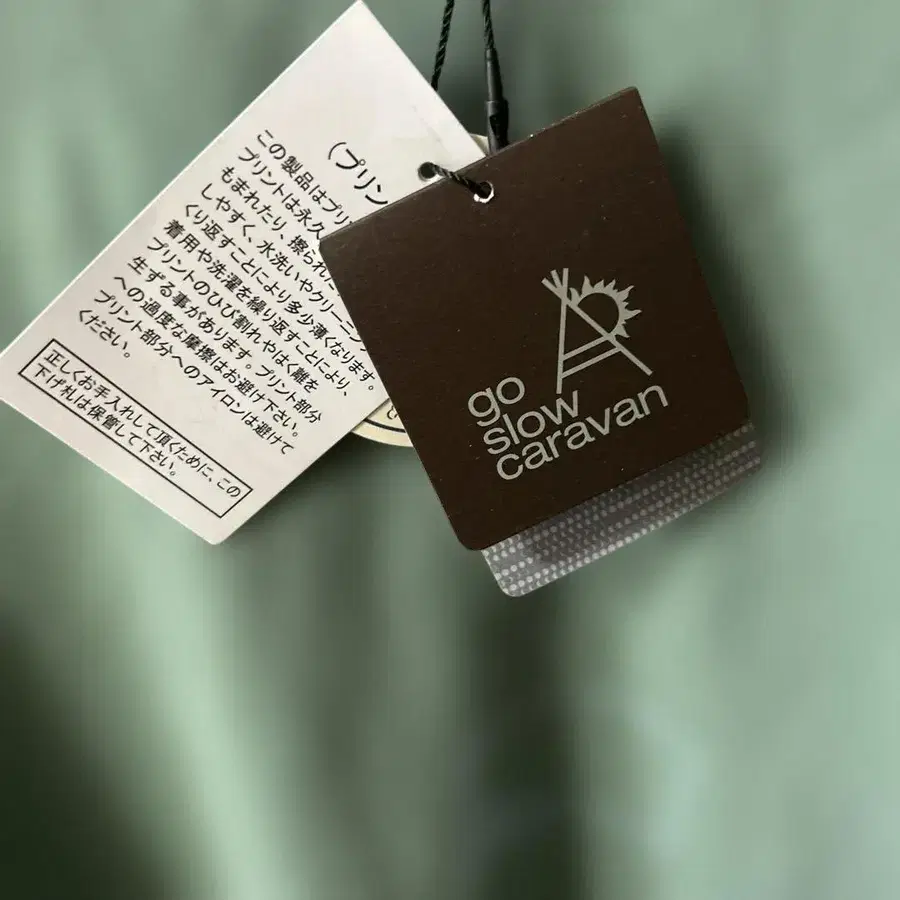 (プリン
この製品はプリ
プリントは永久
もまれたり、擦られた
しやすく、水洗いやクリーニン
くり返すことにより多少薄くなります。
着用や洗濯を繰り返すことにより、
プリントのひび割れやはく離を
生ずる事があります。プリント部分
への過度な摩擦はお避け下さい。
プリント部分へのアイロンは避けて
ください。
正しくお手入れして頂くために、この
下げ札は保管して下さい。
go
slow
caravan